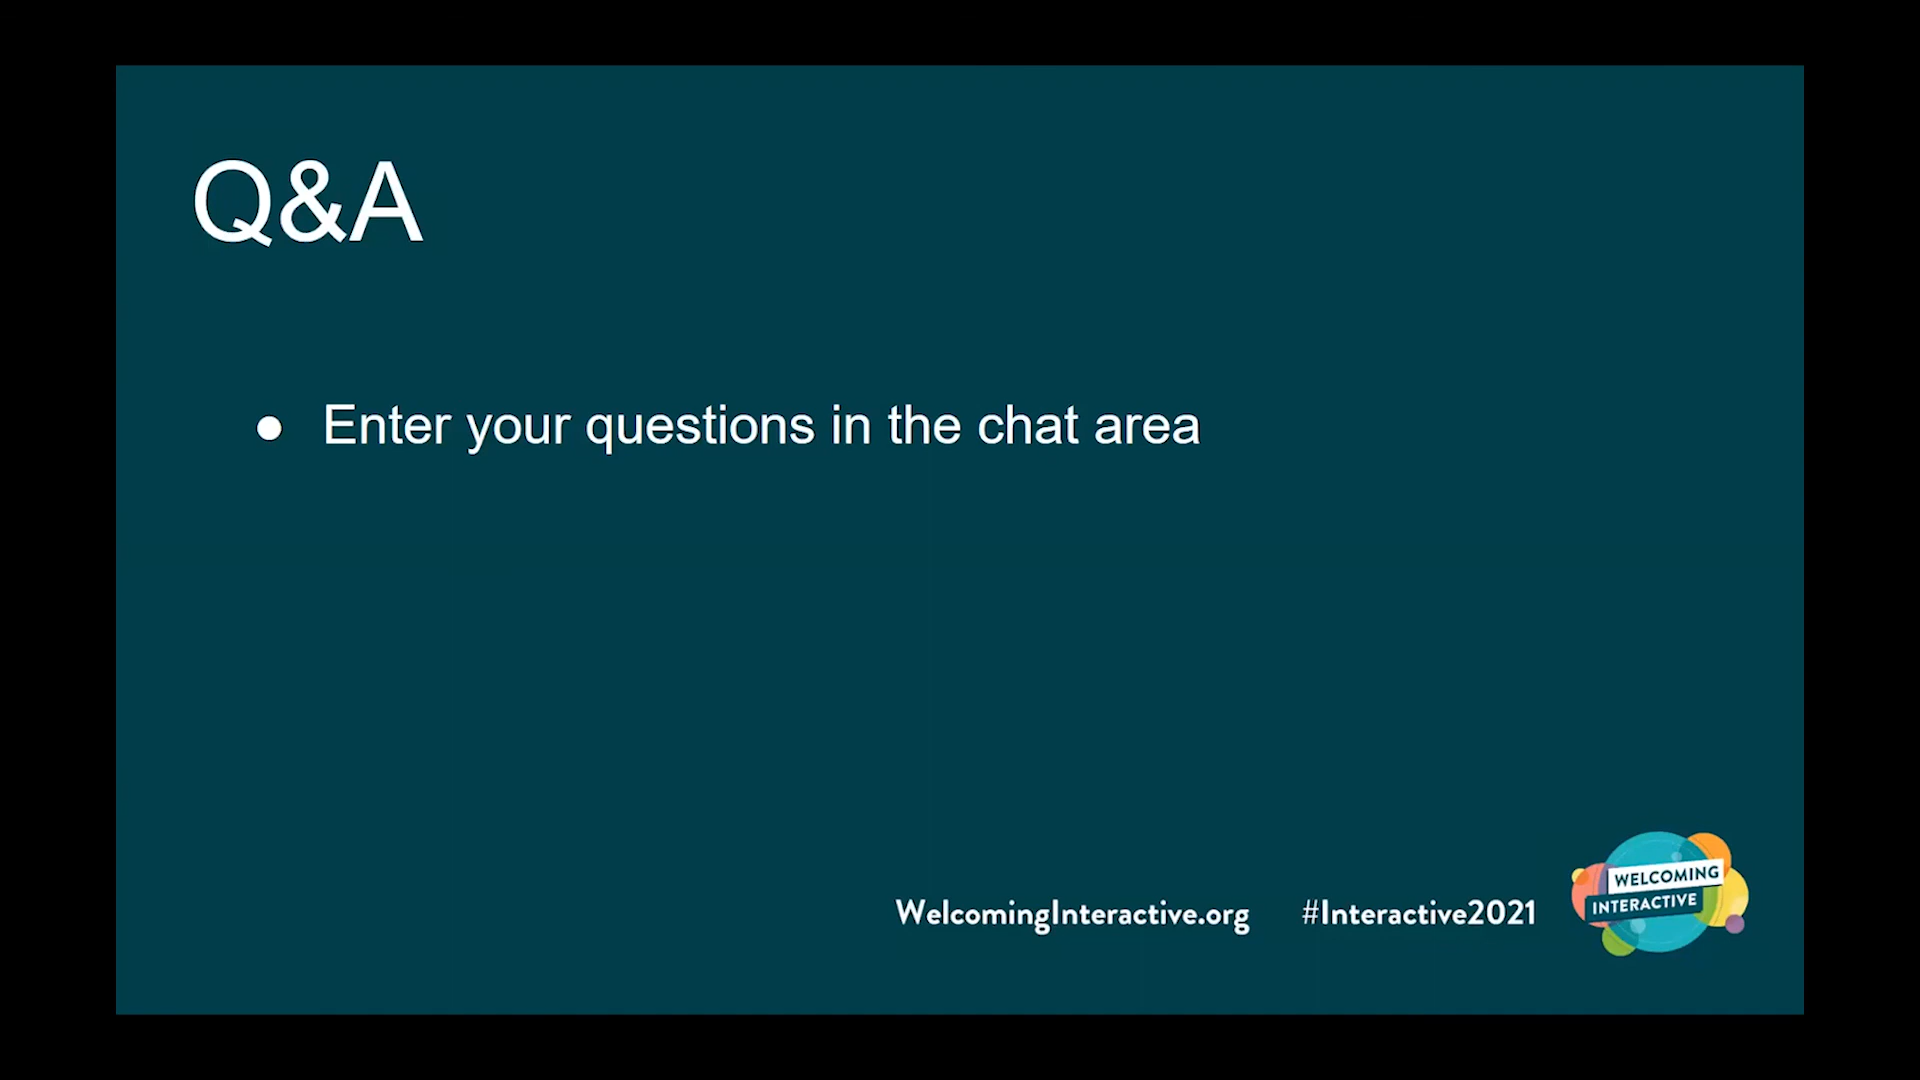 Q&A
● Enter your questions in the chat area
WelcomingInteractive.org #Interactive2021
WELCOMING
INTERACTIVE